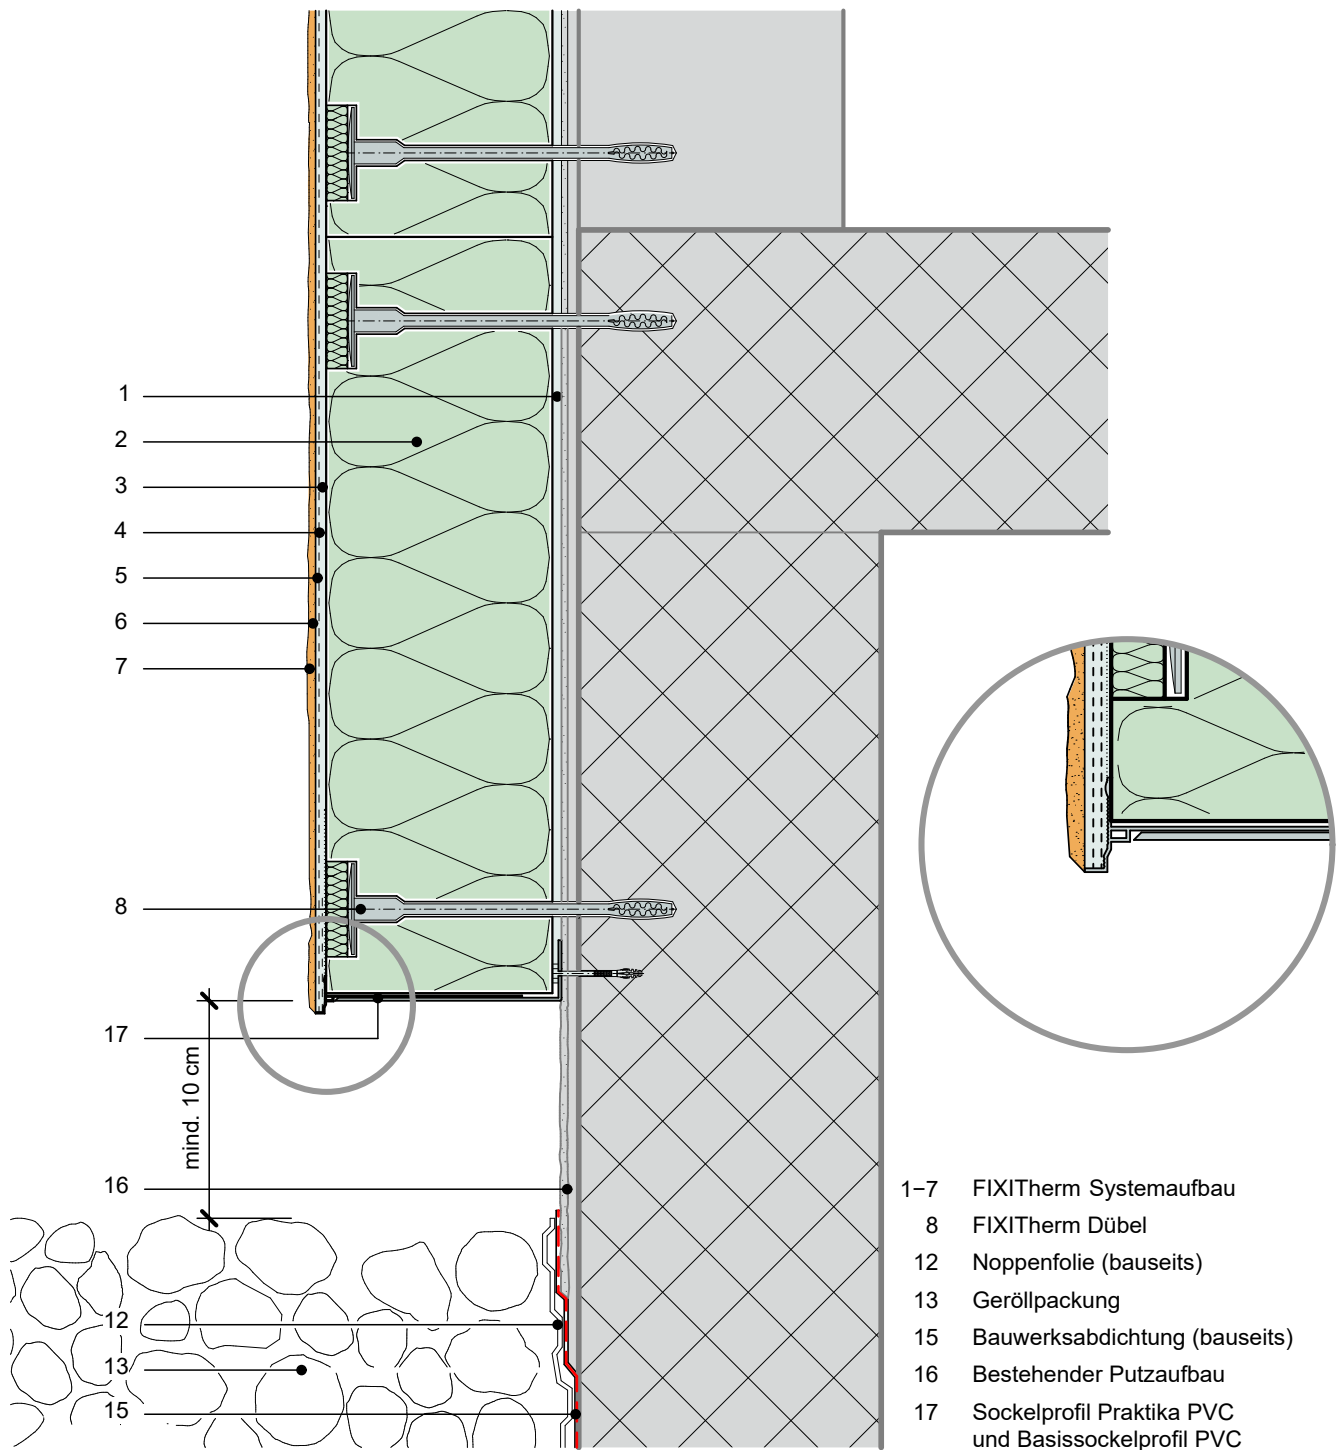 1
2
3
4
5
6
7
8
17
mind. 10 cm
16
12
13
15
1–7 FIXITherm Systemaufbau
8 FIXITherm Dübel
12 Noppenfolie (bauseits)
13 Geröllpackung
15 Bauwerksabdichtung (bauseits)
16 Bestehender Putzaufbau
17 Sockelprofil Praktika PVC
und Basissockelprofil PVC